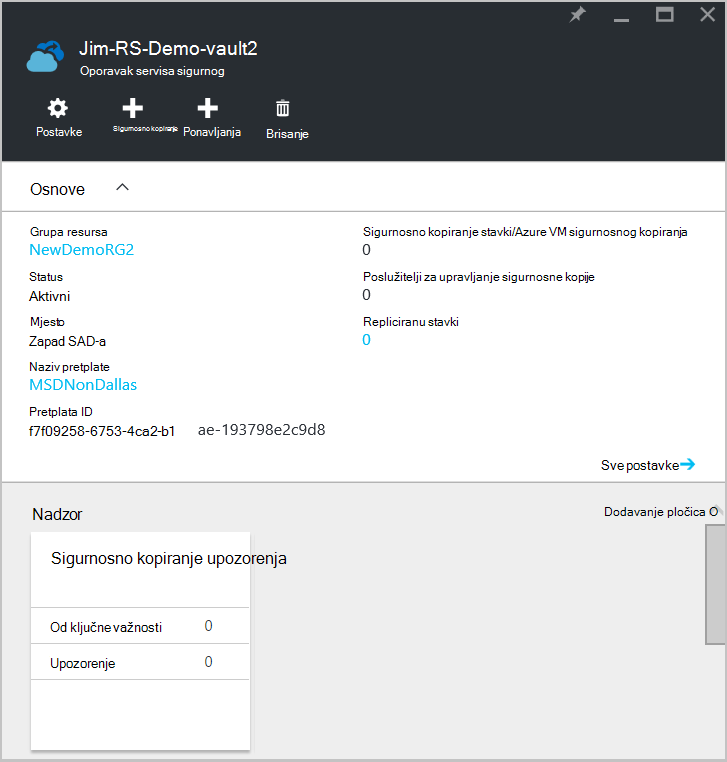 Jim-RS-Demo-vault2
Oporavak servisa sigurnog
Postavke
Sigurnosno kopiranje
Ponavljanja
Brisanje
Osnove
Grupa resursa
NewDemoRG2
Status
Aktivni
Mjesto
Zapad SAD-a
Naziv pretplate
MSDNonDallas
Pretplata ID
f7f09258-6753-4ca2-b1 ae-193798e2c9d8
Sigurnosno kopiranje stavki/Azure VM sigurnosnog kopiranja
0
Poslužitelji za upravljanje sigurnosne kopije
0
Repliciranu stavki
0
Sve postavke
Nadzor
Dodavanje pločica O
Sigurnosno kopiranje upozorenja
Od ključne važnosti 0
Upozorenje 0